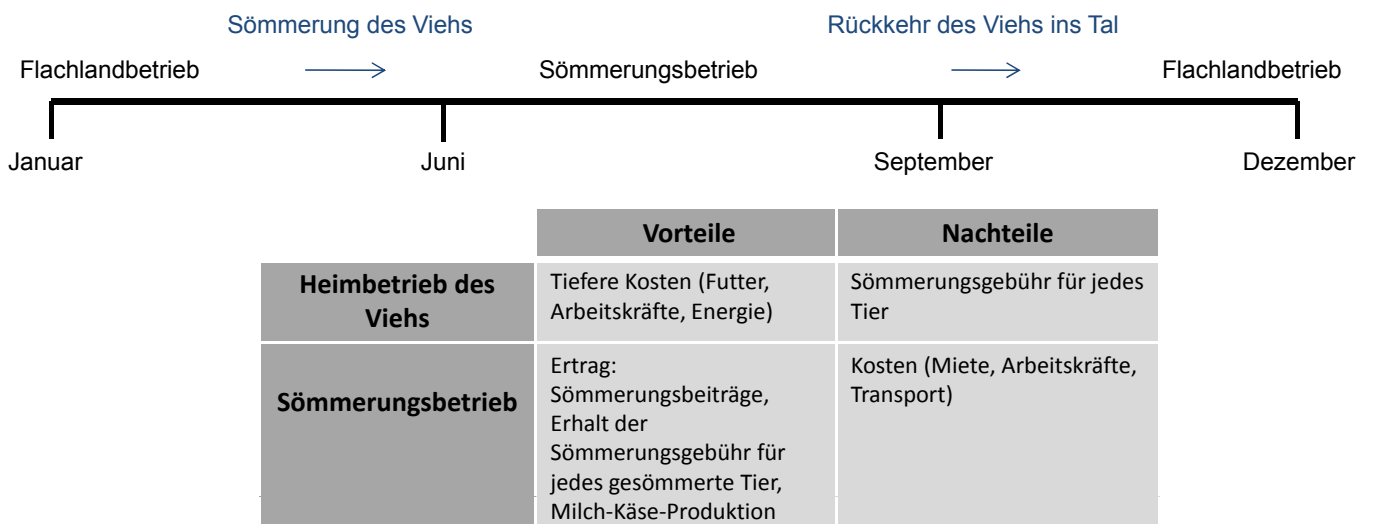 Sömmerung des Viehs
Rückkehr des Viehs ins Tal
Flachlandbetrieb
Sömmerungsbetrieb
Flachlandbetrieb
Januar
Juni
September
Dezember
Vorteile
Nachteile
Heimbetrieb des
Viehs
Tiefere Kosten (Futter,
Arbeitskräfte, Energie)
Sömmerungsgebühr für jedes
Tier
Sömmerungsbetrieb
Ertrag:
Sömmerungsbeiträge,
Erhalt der
Sömmerungsgebühr für
jedes gesömmerte Tier,
Milch-Käse-Produktion
Kosten (Miete, Arbeitskräfte,
Transport)